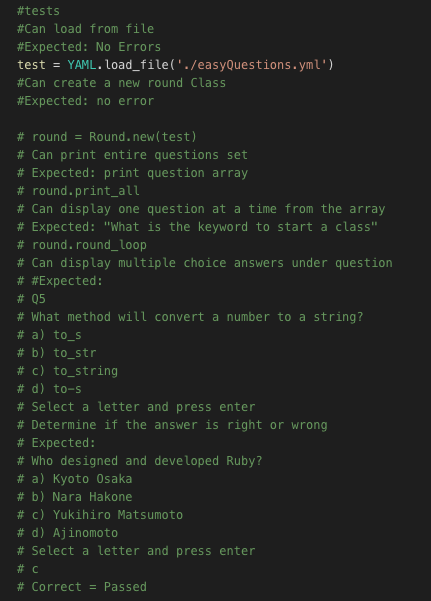 #tests
#Can load from file
#Expected: No Errors
test = YAML.load_file('./easyQuestions.yml')
#Can create a new round Class
#Expected: no error
# round = Round.new(test)
# Can print entire questions set
# Expected: print question array
# round.print_all
# Can display one question at a time from the array
# Expected: "What is the keyword to start a class"
# round.round_loop
# Can display multiple choice answers under question
# #Expected:
# Q5
# What method will convert a number to a string?
# a) to_s
# b) to_str
# c) to_string
# d) to-s
# Select a letter and press enter
# Determine if the answer is right or wrong
# Expected:
# Who designed and developed Ruby?
# a) Kyoto Osaka
# b) Nara Hakone
# c) Yukihiro Matsumoto
# d) Ajinomoto
# Select a letter and press enter
# c
# Correct = Passed